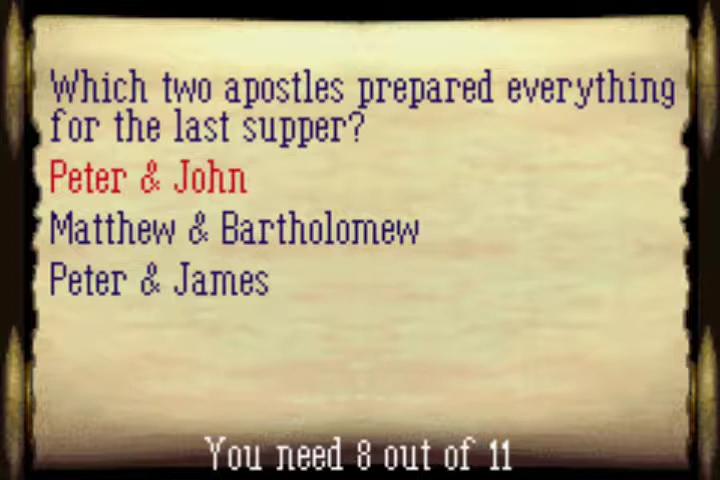 Which two apostles prepared everything
for the last supper?
Peter & John
Matthew & Bartholomew
Peter & James
You need 8 out of 11